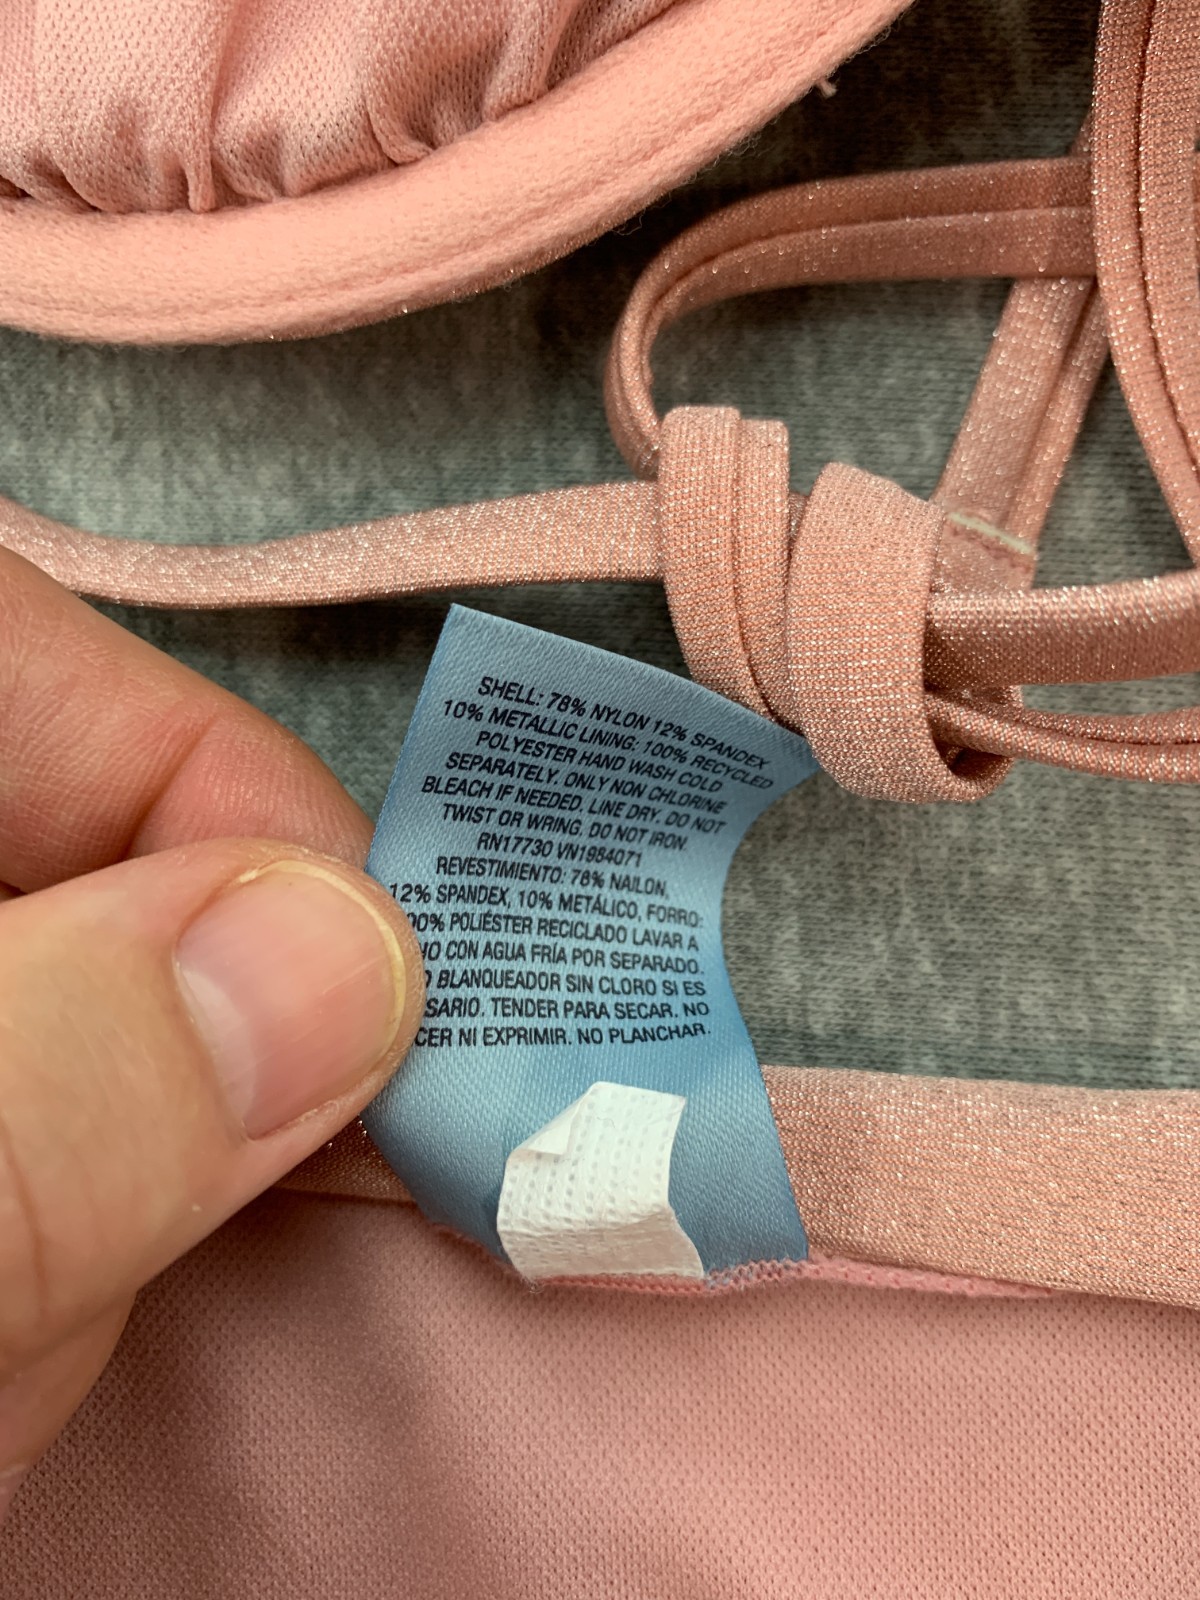 SHELL: 78% NYLON 12% SPANDEX
10% METALLIC LINING: 100% RECYCLED
POLYESTER HAND WASH COLD
SEPARATELY. ONLY NON CHLORINE
BLEACH IF NEEDED. LINE DRY. DO NOT
TWIST OR WRING. DO NOT IRON.
RN17730 VN1984071
REVESTIMIENTO: 78% NAILON,
12% SPANDEX, 10% METÁLICO, FORRO:
00% POLIÉSTER RECICLADO LAVAR A
CON AGUA FRÍA POR SEPARADO.
BLANQUEADOR SIN CLORO SI ES
SARIO. TENDER PARA SECAR. NO
CER NI EXPRIMIR. NO PLANCHAR.